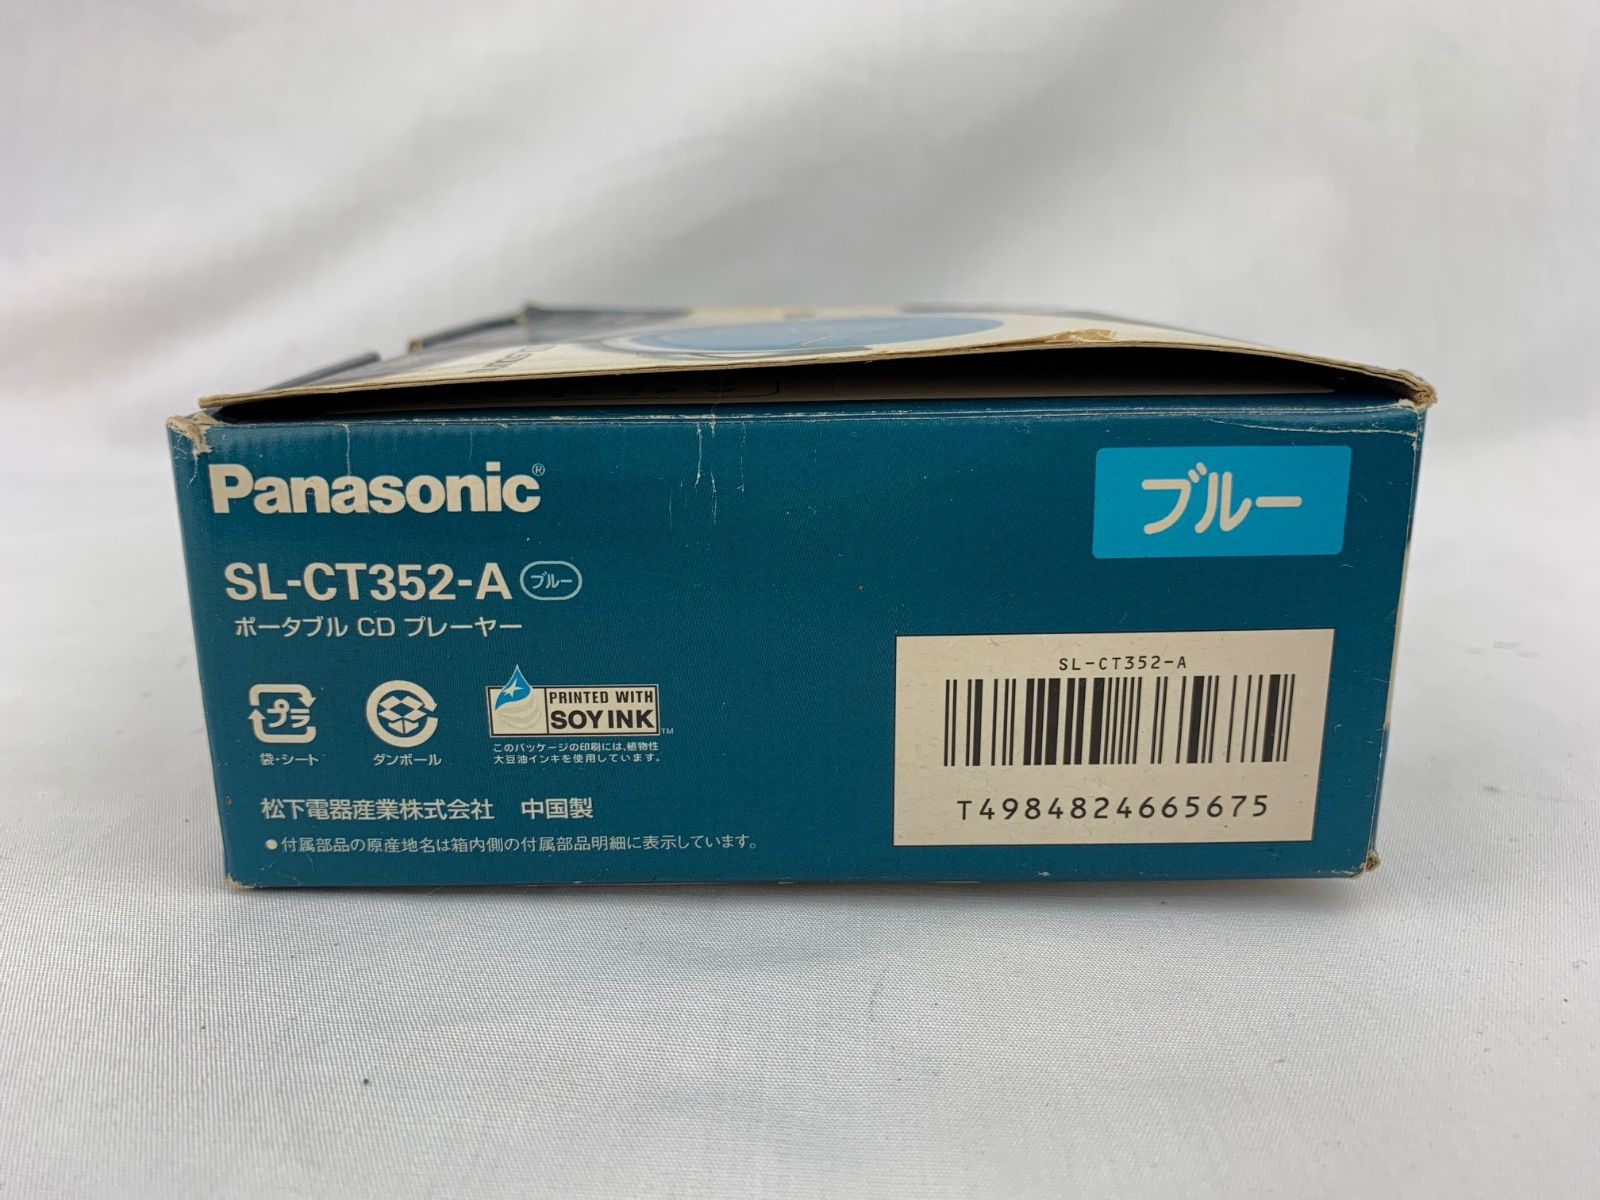 Panasonic®
ブルー
SL-CT352-A ブルー
ポータブル CD プレーヤー
SL-CT352-A
プラ
袋・シート
ダンボール
PRINTED WITH
SOY INK™
このパッケージの印刷には、植物性
大豆油インキを使用しています。
T4984824665675
松下電器産業株式会社 中国製
●付属部品の原産地名は箱内側の付属部品明細に表示しています。